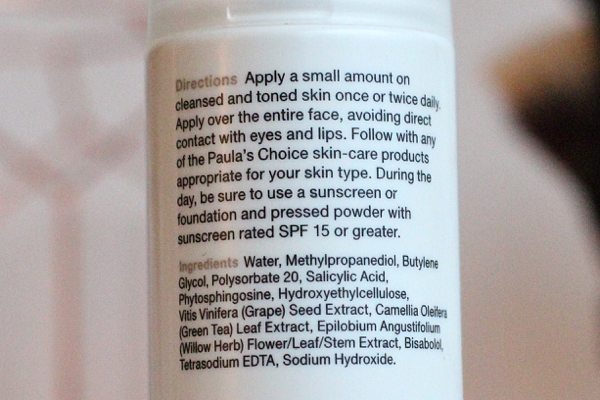 Directions Apply a small amount on
cleansed and toned skin once or twice daily.
Apply over the entire face, avoiding direct
contact with eyes and lips. Follow with any
of the Paula's Choice skin-care products
appropriate for your skin type. During the
day, be sure to use a sunscreen or
foundation and pressed powder with
sunscreen rated SPF 15 or greater.
Ingredients Water, Methylpropanediol, Butylene
Glycol, Polysorbate 20, Salicylic Acid,
Phytosphingosine, Hydroxyethylcellulose,
Vitis Vinifera (Grape) Seed Extract, Camellia Oleifera
(Green Tea) Leaf Extract, Epilobium Angustifolium
(Willow Herb) Flower/Leaf/Stem Extract, Bisabolol,
Tetrasodium EDTA, Sodium Hydroxide.